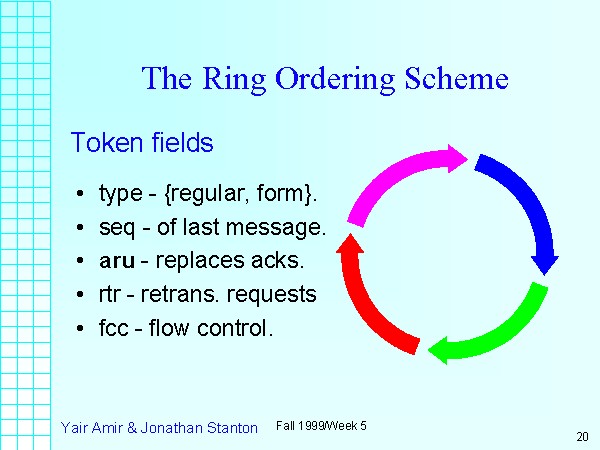 The Ring Ordering Scheme
Token fields
• type - {regular, form}.
• seq - of last message.
• aru - replaces acks.
• rtr - retrans. requests
• fcc - flow control.
Yair Amir & Jonathan Stanton
Fall 1999/Week 5
20